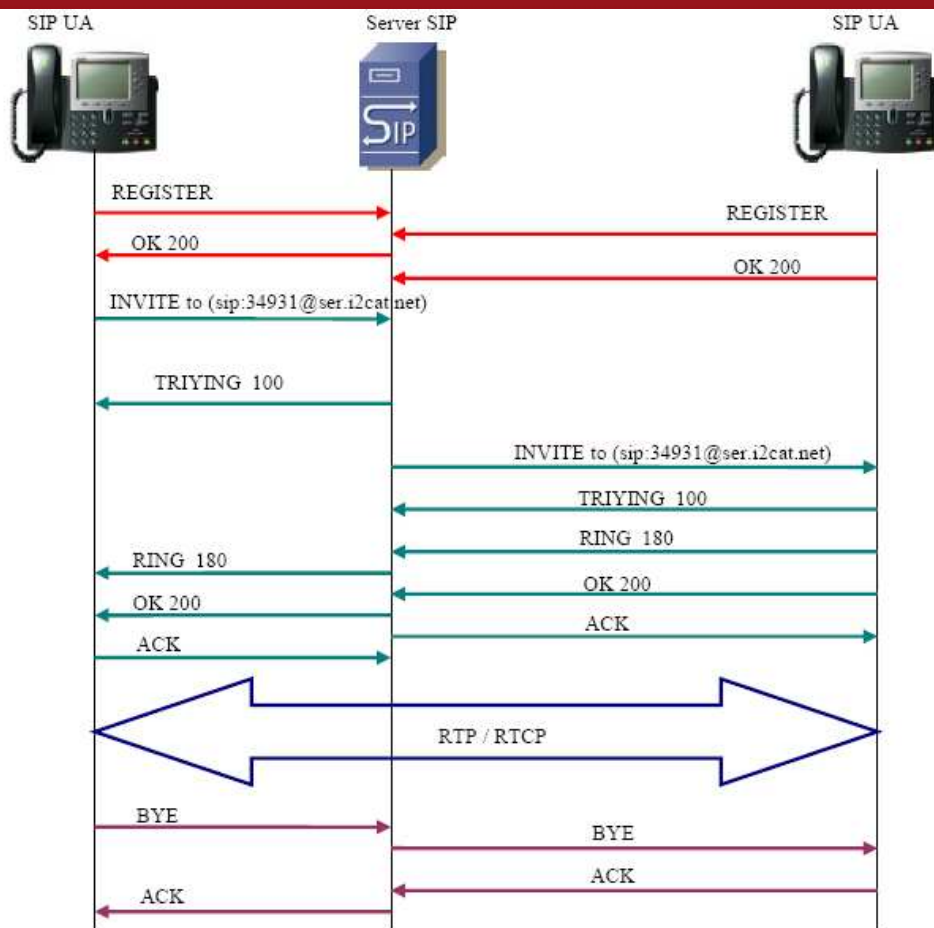 SIP UA
Server SIP
SIP UA
SIP
REGISTER
REGISTER
OK 200
OK 200
INVITE to (sip:34931@ser.i2cat.net)
TRIYING 100
INVITE to (sip:34931@ser.i2cat.net)
TRIYING 100
RING 180
RING 180
OK 200
OK 200
ACK
ACK
RTP / RTCP
BYE
BYE
ACK
ACK